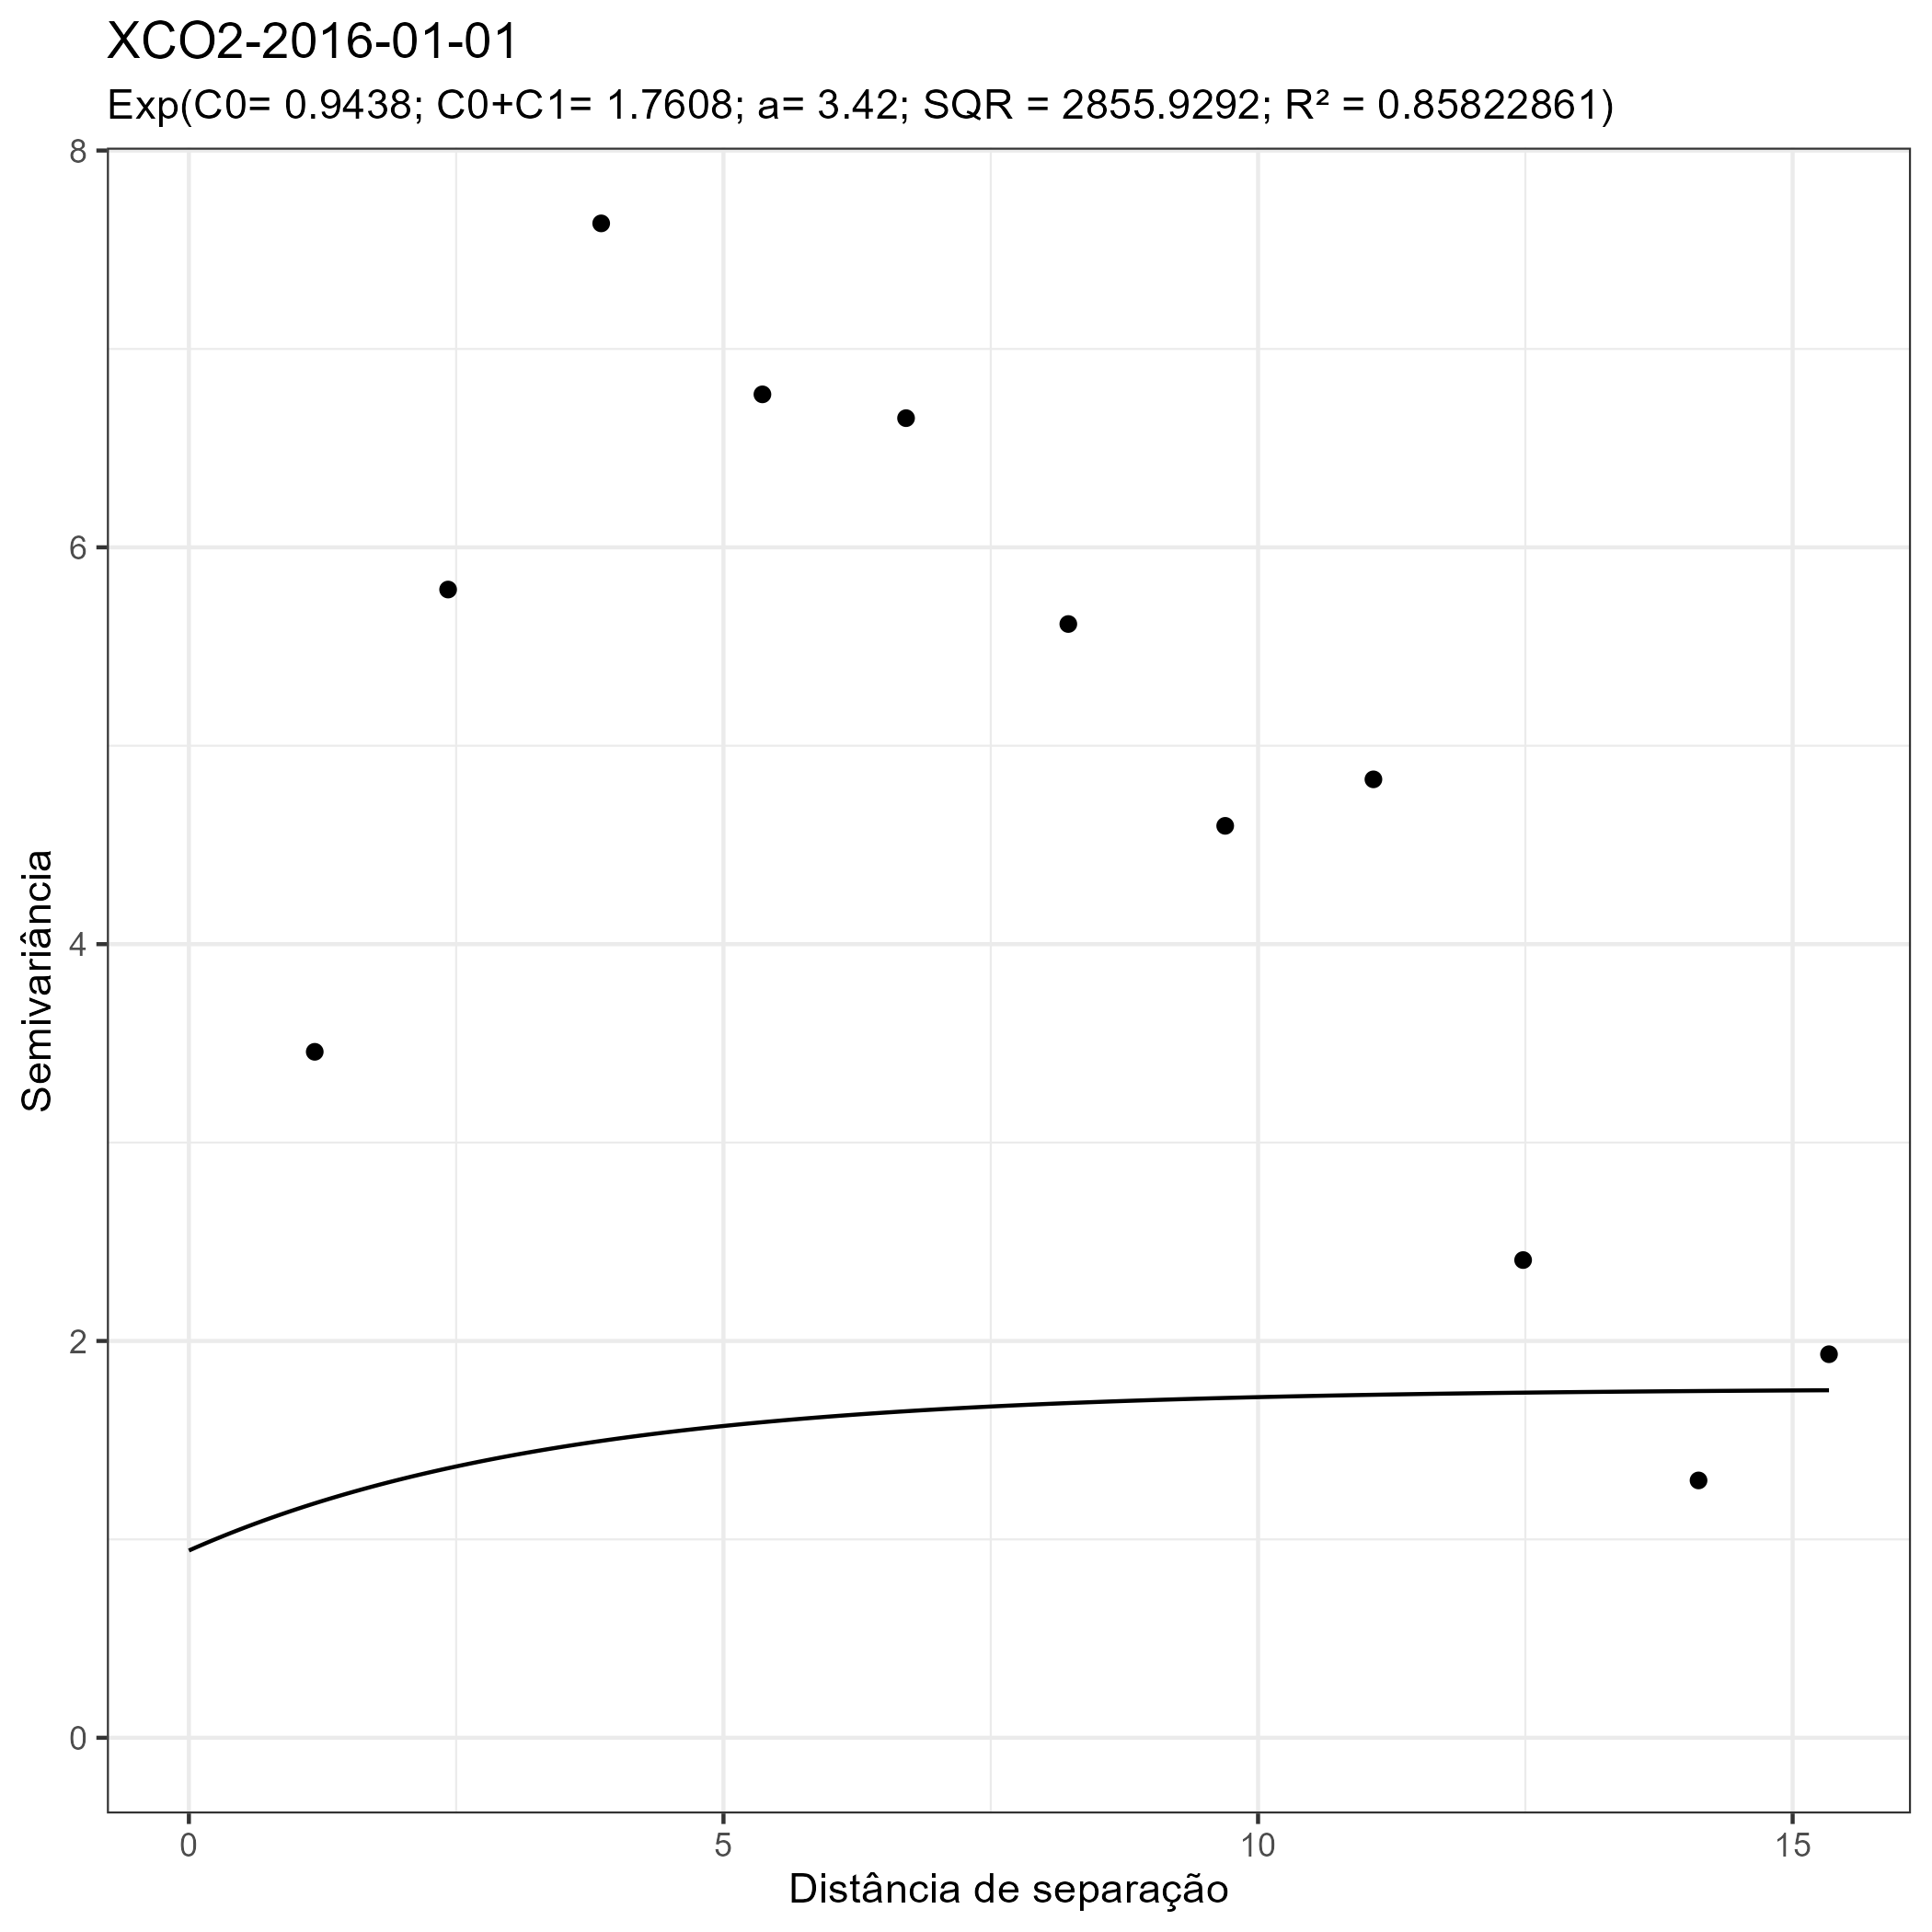 XCO2-2016-01-01
Exp(C0= 0.9438; C0+C1= 1.7608; a= 3.42; SQR = 2855.9292; R² = 0.85822861)
8
6
4
2
0
Semivariância
0 5 10 15
Distância de separação